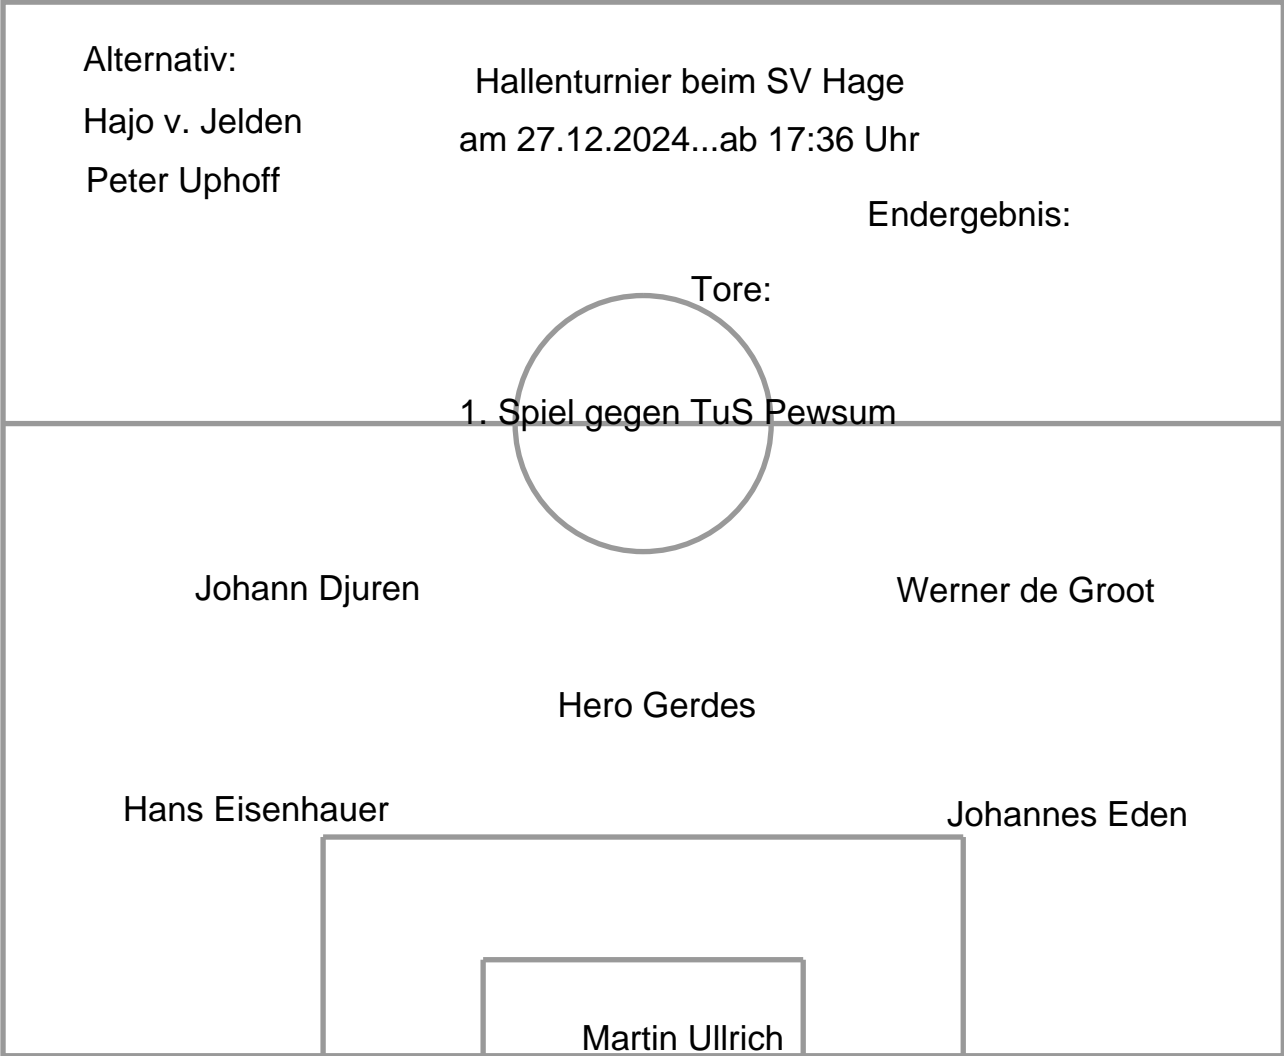 Alternativ:
Hajo v. Jelden
Peter Uphoff
Hallenturnier beim SV Hage
am 27.12.2024...ab 17:36 Uhr
Endergebnis:
Tore:
1. Spiel gegen TuS Pewsum
Johann Djuren
Werner de Groot
Hero Gerdes
Hans Eisenhauer
Johannes Eden
Martin Ullrich